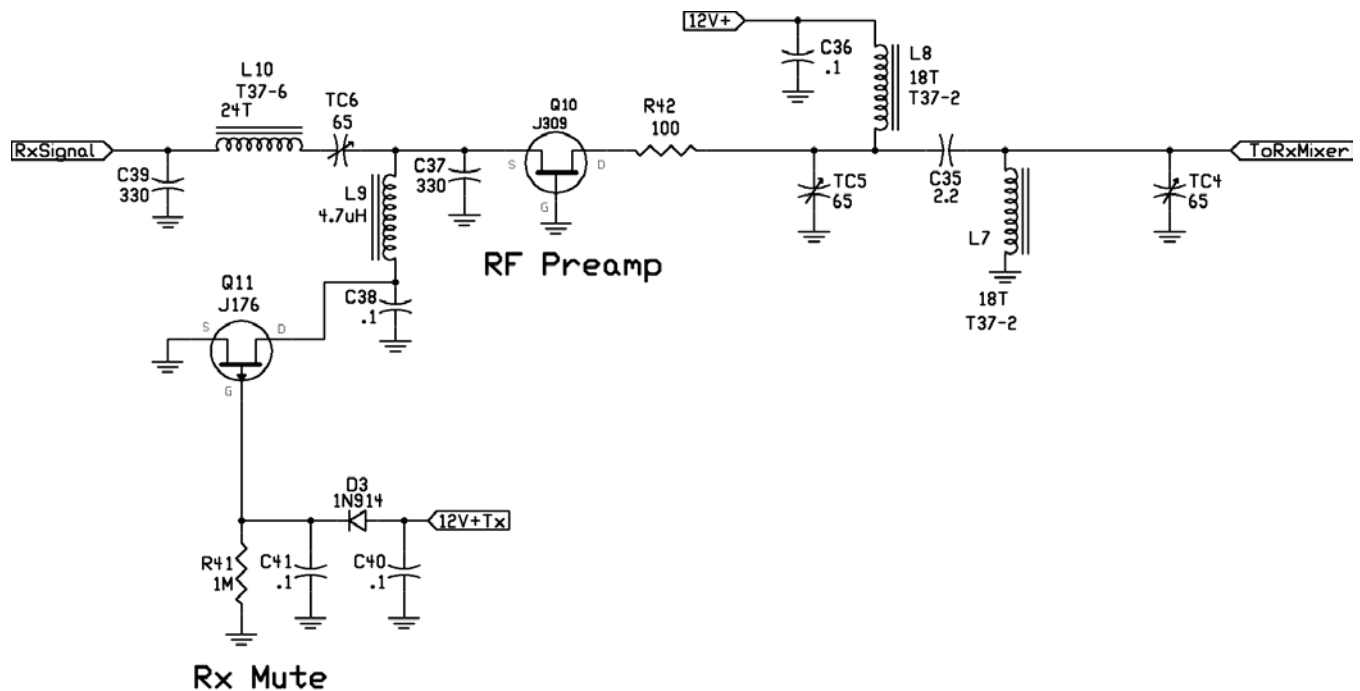 12V+
C36
.1
L8
18T
T37-2
L10
T37-6
24T
TC6
65
Q10
J309
R42
100
RxSignal
C39
330
C37
330
S
D
G
L9
4.7uH
TC5
65
C35
2.2
ToRxMixer
TC4
65
L7
18T
T37-2
RF Preamp
Q11
J176
S
D
G
C38
.1
D3
1N914
12V+Tx
R41
1M
C41
.1
C40
.1
Rx Mute